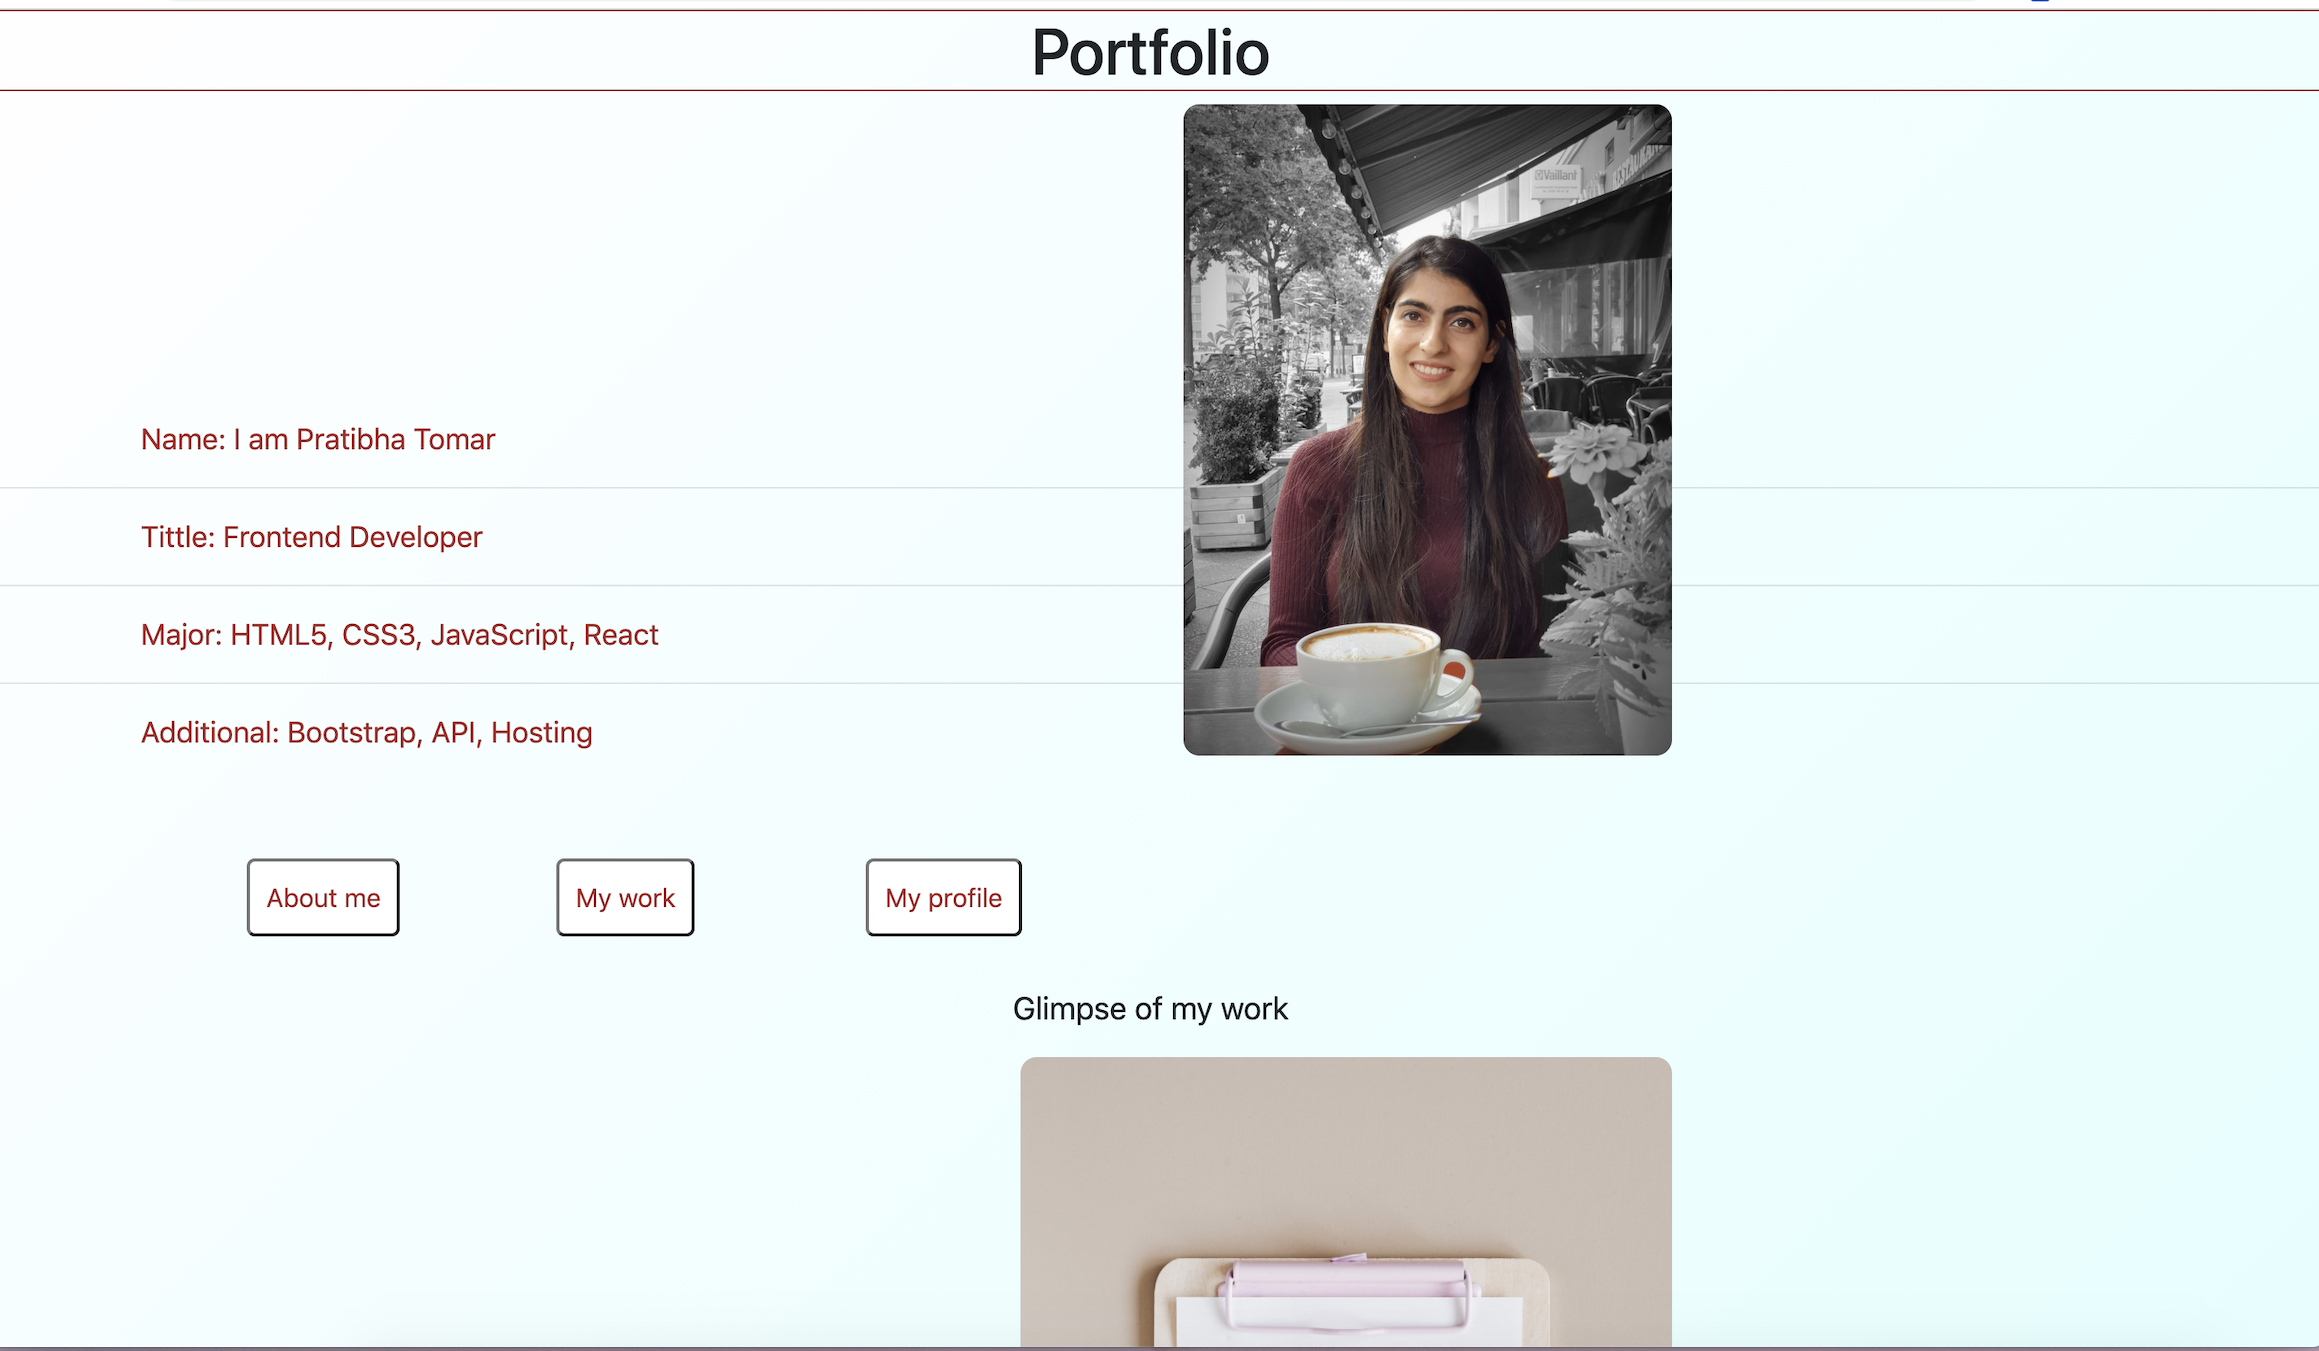 Portfolio
Vaillant
Name: I am Pratibha Tomar
Tittle: Frontend Developer
Major: HTML5, CSS3, JavaScript, React
Additional: Bootstrap, API, Hosting
About me
My work
My profile
Glimpse of my work